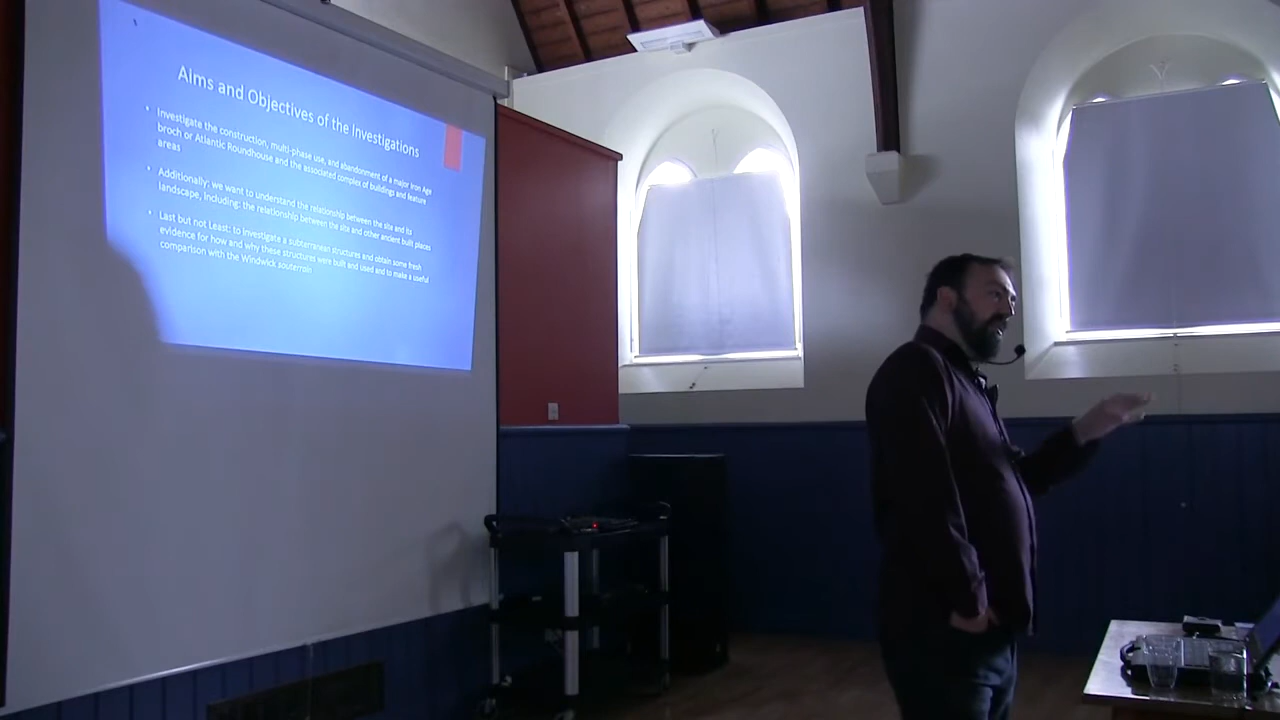 Aims and Objectives of the Investigations
• Investigate the construction, multi-phase use, and abandonment of a major Iron Age
broch or Atlantic Roundhouse and the associated complex of buildings and feature
areas
• Additionally: we want to understand the relationship between the site and its
landscape, including: the relationship between the site and other ancient built places
• Last but not Least: to investigate a subterranean structures and obtain some fresh
evidence for how and why these structures were built and used and to make a useful
comparison with the Windwick souterrain